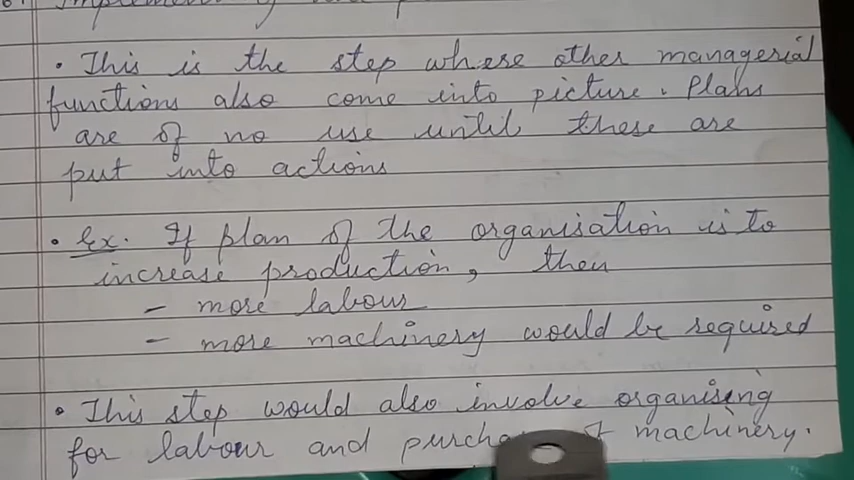 • This is the step where other managerial
functions also come into picture. Plans
are of no use until these are
put into actions
• Ex. If plan of the organisation is to
increase production, then
- more labour
- more machinery would be required
• This step would also involve organising
for labour and machinery.